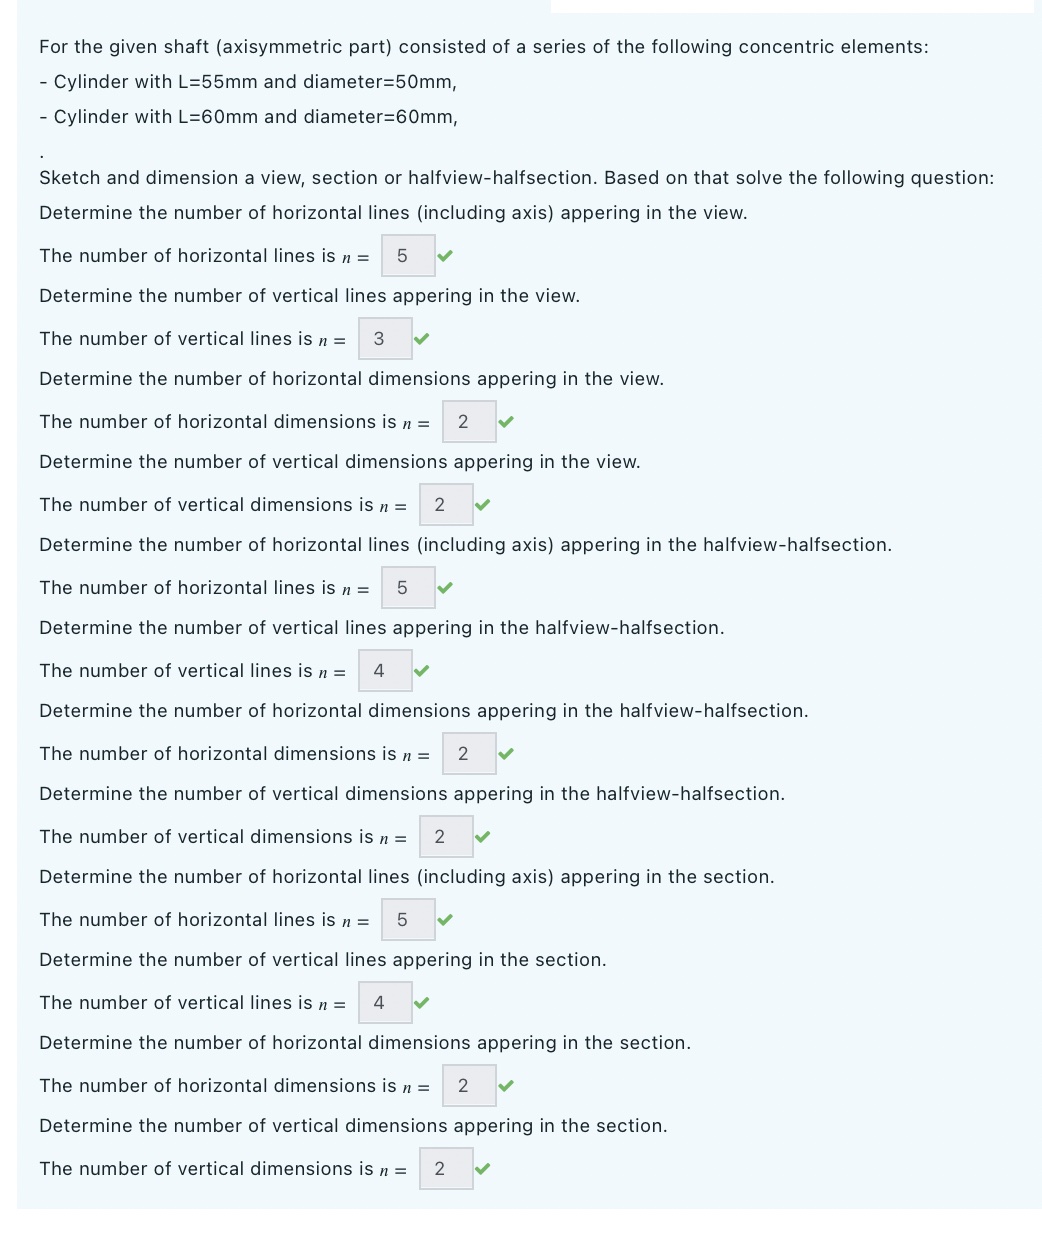 For the given shaft (axisymmetric part) consisted of a series of the following concentric elements:
- Cylinder with L=55mm and diameter=50mm,
- Cylinder with L=60mm and diameter=60mm,
.
Sketch and dimension a view, section or halfview-halfsection. Based on that solve the following question:
Determine the number of horizontal lines (including axis) appering in the view.
The number of horizontal lines is n = 5
Determine the number of vertical lines appering in the view.
The number of vertical lines is n = 3
Determine the number of horizontal dimensions appering in the view.
The number of horizontal dimensions is n = 2
Determine the number of vertical dimensions appering in the view.
The number of vertical dimensions is n = 2
Determine the number of horizontal lines (including axis) appering in the halfview-halfsection.
The number of horizontal lines is n = 5
Determine the number of vertical lines appering in the halfview-halfsection.
The number of vertical lines is n = 4
Determine the number of horizontal dimensions appering in the halfview-halfsection.
The number of horizontal dimensions is n = 2
Determine the number of vertical dimensions appering in the halfview-halfsection.
The number of vertical dimensions is n = 2
Determine the number of horizontal lines (including axis) appering in the section.
The number of horizontal lines is n = 5
Determine the number of vertical lines appering in the section.
The number of vertical lines is n = 4
Determine the number of horizontal dimensions appering in the section.
The number of horizontal dimensions is n = 2
Determine the number of vertical dimensions appering in the section.
The number of vertical dimensions is n = 2